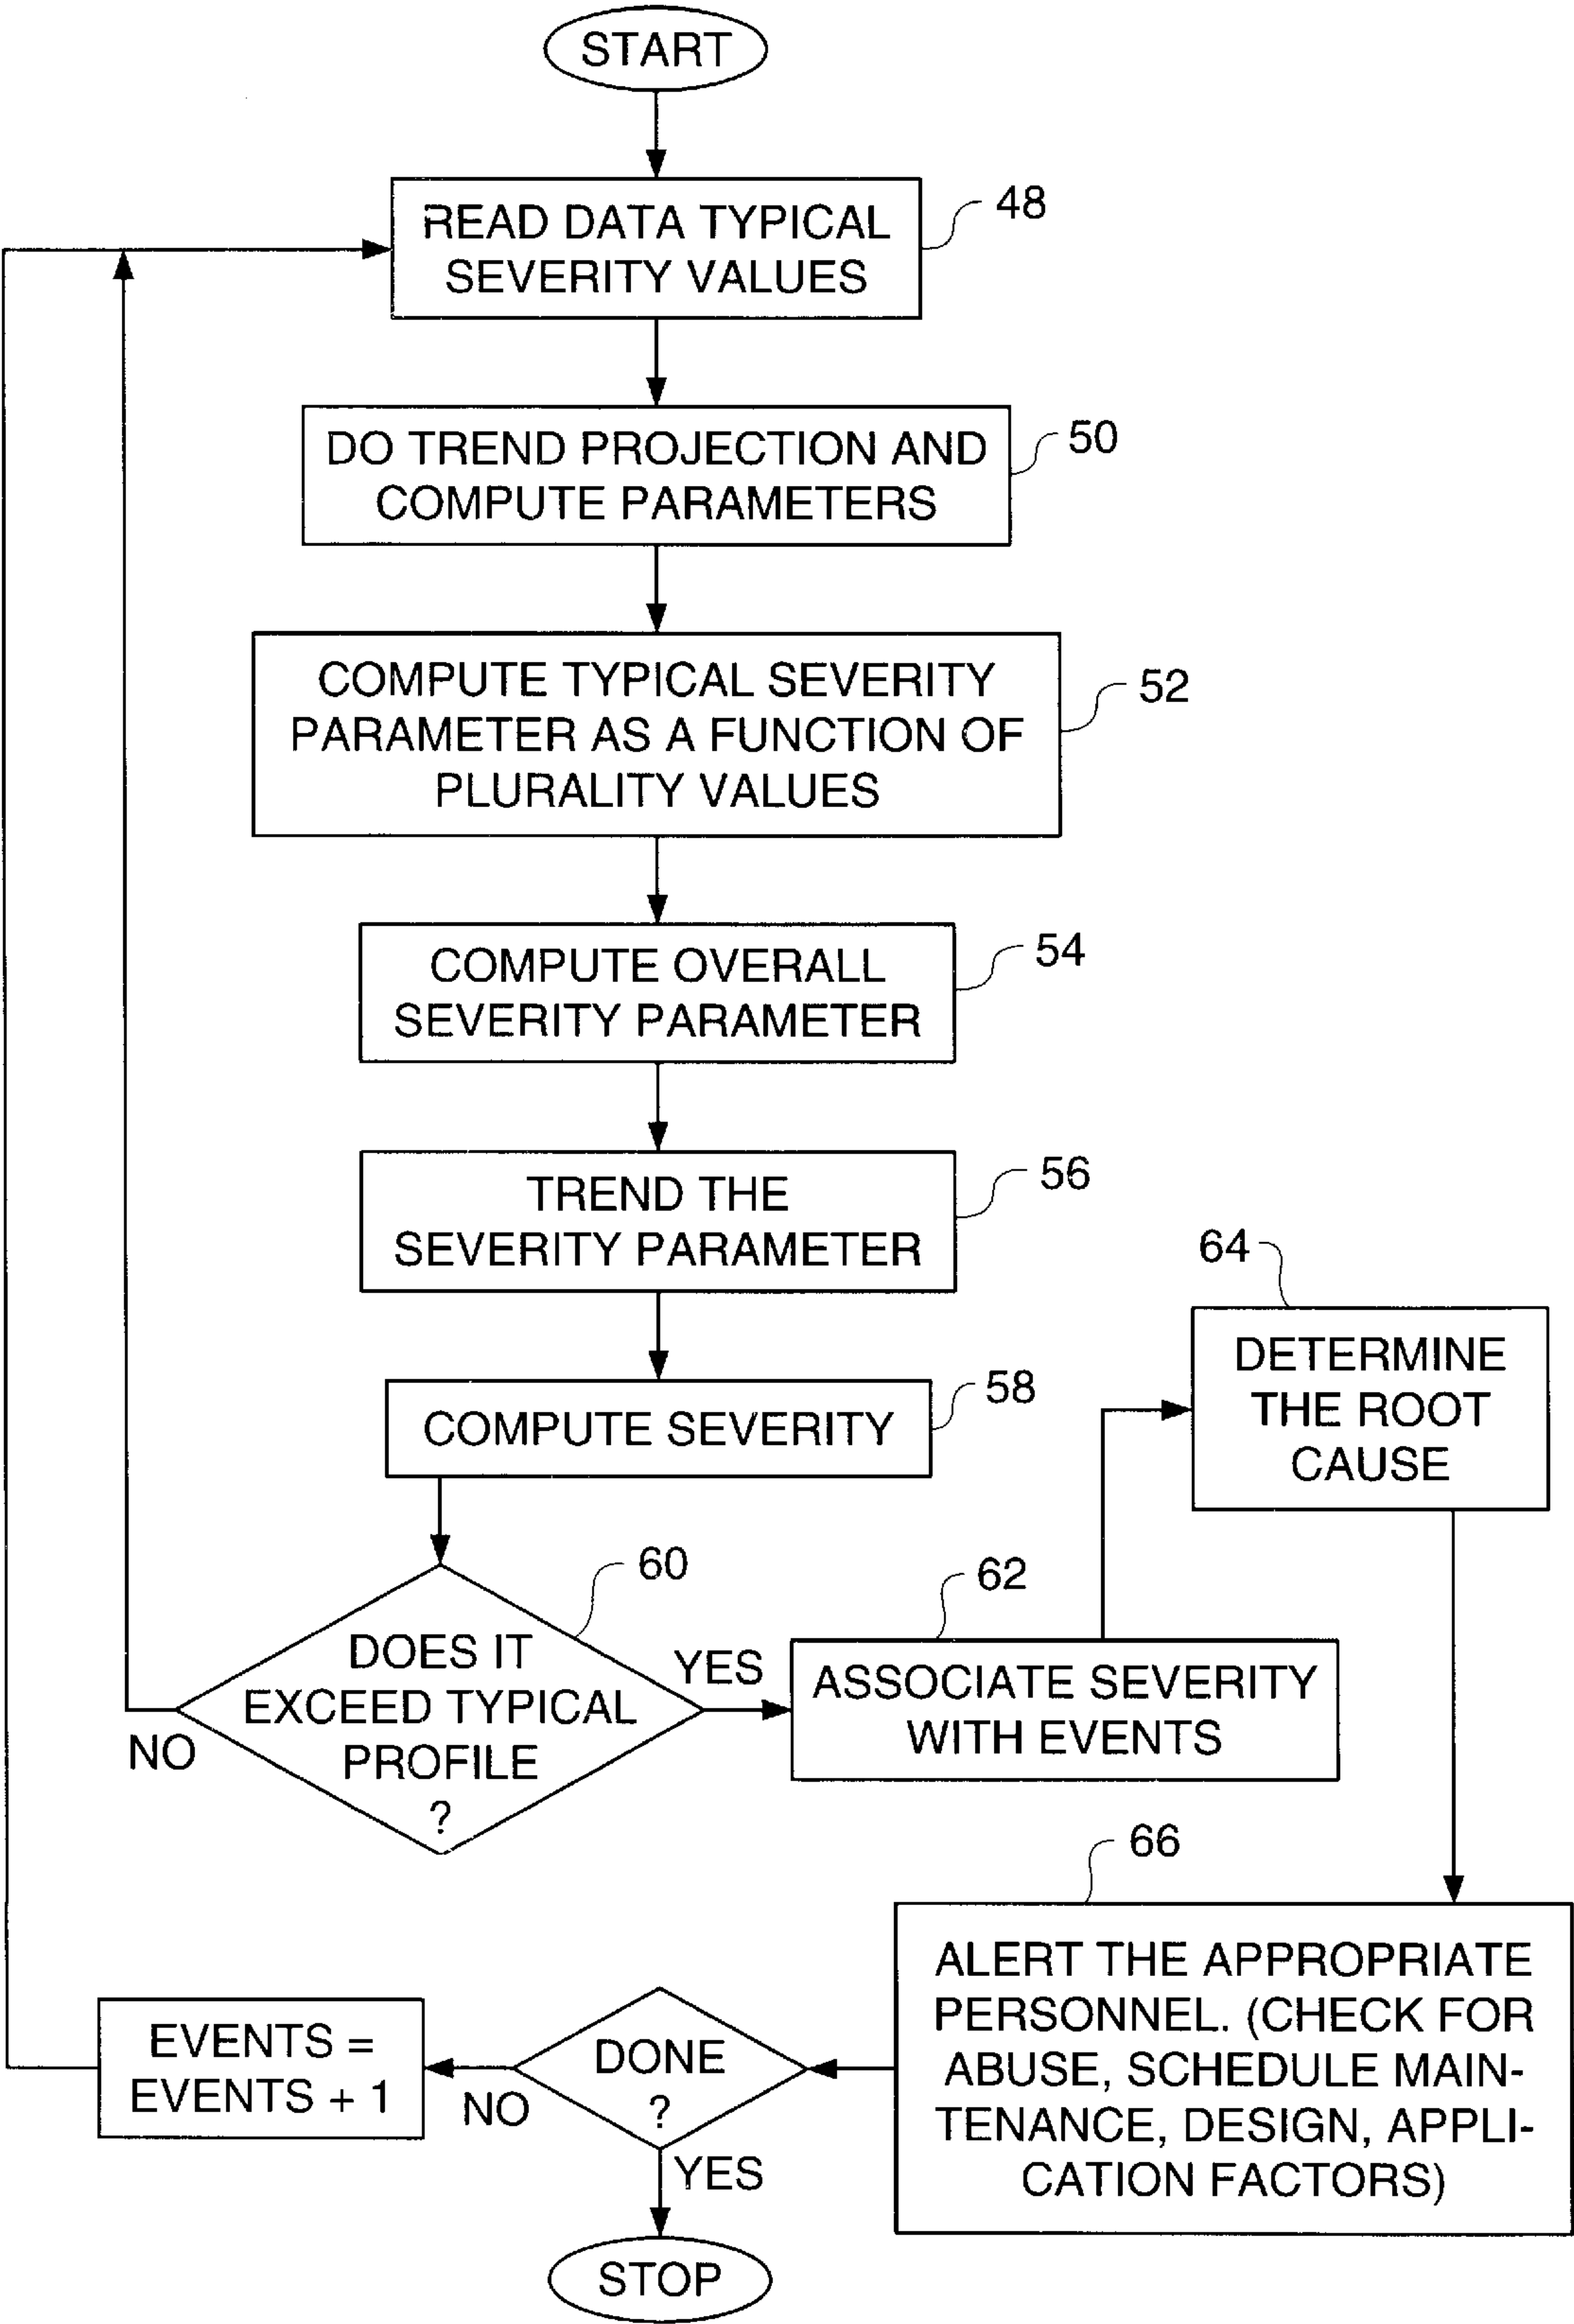 START
READ DATA TYPICAL
SEVERITY VALUES
48
DO TREND PROJECTION AND
COMPUTE PARAMETERS
50
COMPUTE TYPICAL SEVERITY
PARAMETER AS A FUNCTION OF
PLURALITY VALUES
52
COMPUTE OVERALL
SEVERITY PARAMETER
54
TREND THE
SEVERITY PARAMETER
56
COMPUTE SEVERITY
58
DOES IT
EXCEED TYPICAL
PROFILE
?
60
NO
YES
ASSOCIATE SEVERITY
WITH EVENTS
62
DETERMINE
THE ROOT
CAUSE
64
ALERT THE APPROPRIATE
PERSONNEL. (CHECK FOR
ABUSE, SCHEDULE MAIN-
TENANCE, DESIGN, APPLI-
CATION FACTORS)
66
DONE
?
NO
YES
EVENTS =
EVENTS + 1
STOP